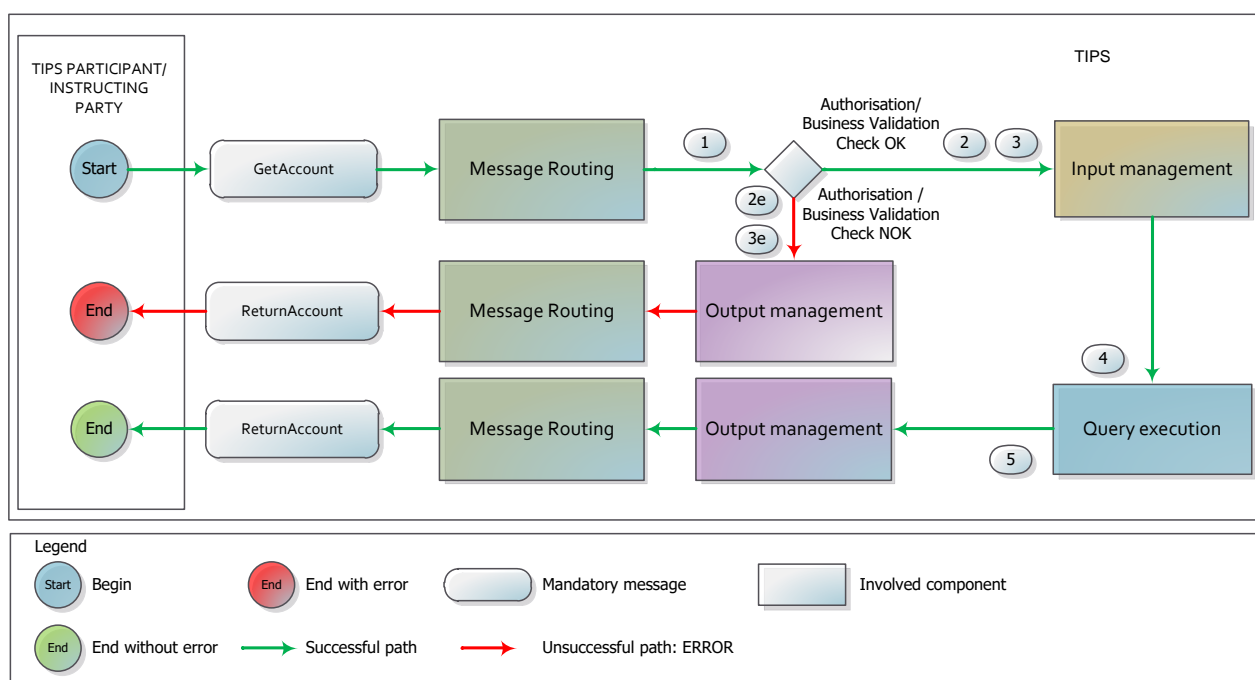 TIPS PARTICIPANT/
INSTRUCTING
PARTY
TIPS
Start
GetAccount
Message Routing
1
Authorisation/
Business Validation
Check OK
2
3
Input management
2e
3e
Authorisation /
Business Validation
Check NOK
End
ReturnAccount
Message Routing
Output management
4
End
ReturnAccount
Message Routing
Output management
5
Query execution
Legend
Start
Begin
End
End with error
Mandatory message
Involved component
End
End without error
Successful path
Unsuccessful path: ERROR